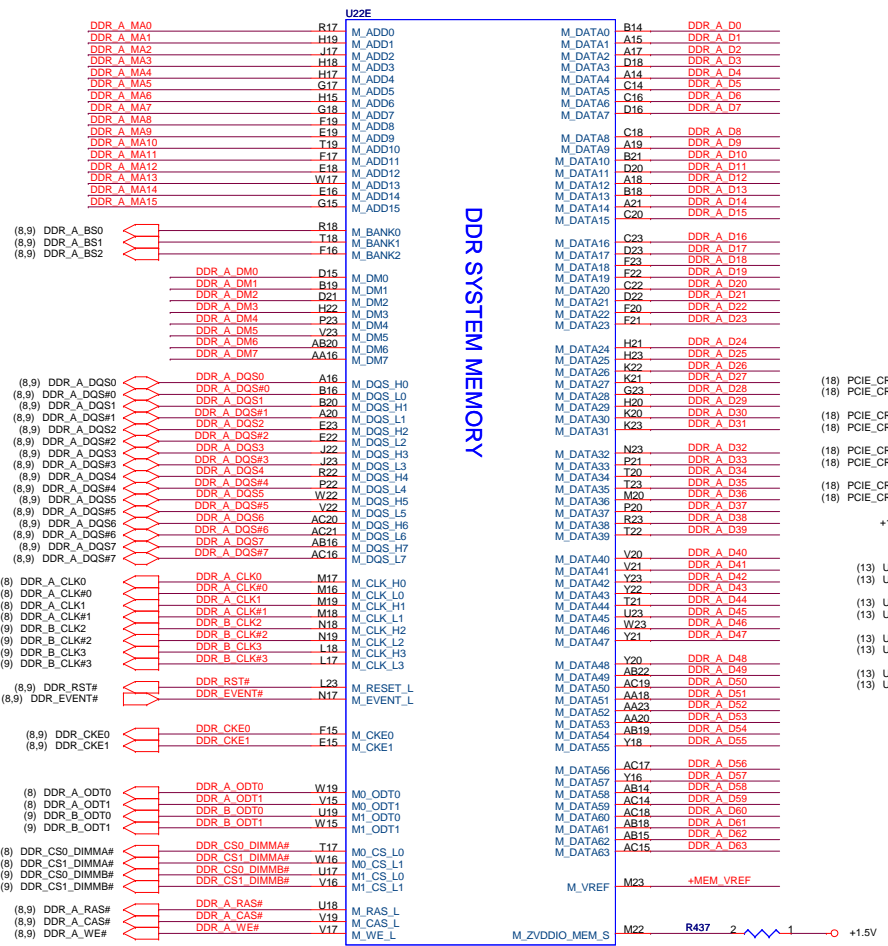 U22E
DDR_A_MA0 R17 M_ADD0 M_DATA0 B14 DDR_A_D0
DDR_A_MA1 H19 M_ADD1 M_DATA1 A15 DDR_A_D1
DDR_A_MA2 J17 M_ADD2 M_DATA2 A17 DDR_A_D2
DDR_A_MA3 H18 M_ADD3 M_DATA3 D18 DDR_A_D3
DDR_A_MA4 H17 M_ADD4 M_DATA4 A14 DDR_A_D4
DDR_A_MA5 G17 M_ADD5 M_DATA5 C14 DDR_A_D5
DDR_A_MA6 H15 M_ADD6 M_DATA6 C16 DDR_A_D6
DDR_A_MA7 G18 M_ADD7 M_DATA7 D16 DDR_A_D7
DDR_A_MA8 F19 M_ADD8
DDR_A_MA9 E19 M_ADD9 M_DATA8 C18 DDR_A_D8
DDR_A_MA10 T19 M_ADD10 M_DATA9 A19 DDR_A_D9
DDR_A_MA11 F17 M_ADD11 M_DATA10 B21 DDR_A_D10
DDR_A_MA12 E18 M_ADD12 M_DATA11 D20 DDR_A_D11
DDR_A_MA13 W17 M_ADD13 M_DATA12 A18 DDR_A_D12
DDR_A_MA14 E16 M_ADD14 M_DATA13 B18 DDR_A_D13
DDR_A_MA15 G15 M_ADD15 M_DATA14 A21 DDR_A_D14
M_DATA15 C20 DDR_A_D15
(8,9) DDR_A_BS0 R18 M_BANK0
(8,9) DDR_A_BS1 T18 M_BANK1 M_DATA16 C23 DDR_A_D16
(8,9) DDR_A_BS2 F16 M_BANK2 M_DATA17 D23 DDR_A_D17
M_DATA18 F23 DDR_A_D18
DDR_A_DM0 D15 M_DM0 M_DATA19 F22 DDR_A_D19
DDR_A_DM1 B19 M_DM1 M_DATA20 C22 DDR_A_D20
DDR_A_DM2 D21 M_DM2 M_DATA21 D22 DDR_A_D21
DDR_A_DM3 H22 M_DM3 M_DATA22 F20 DDR_A_D22
DDR_A_DM4 P23 M_DM4 M_DATA23 F21 DDR_A_D23
DDR_A_DM5 V23 M_DM5
DDR_A_DM6 AB20 M_DM6 M_DATA24 H21 DDR_A_D24
DDR_A_DM7 AA16 M_DM7 M_DATA25 H23 DDR_A_D25
DDR SYSTEM MEMORY
M_DATA26 K22 DDR_A_D26
(8,9) DDR_A_DQS0 DDR_A_DQS0 A16 M_DQS_H0 M_DATA27 K21 DDR_A_D27 (18) PCIE_CF
(8,9) DDR_A_DQS#0 DDR_A_DQS#0 B16 M_DQS_L0 M_DATA28 G23 DDR_A_D28 (18) PCIE_CF
(8,9) DDR_A_DQS1 DDR_A_DQS1 B20 M_DQS_H1 M_DATA29 H20 DDR_A_D29
(8,9) DDR_A_DQS#1 DDR_A_DQS#1 A20 M_DQS_L1 M_DATA30 K20 DDR_A_D30 (18) PCIE_CF
(8,9) DDR_A_DQS2 DDR_A_DQS2 E23 M_DQS_H2 M_DATA31 K23 DDR_A_D31 (18) PCIE_CF
(8,9) DDR_A_DQS#2 DDR_A_DQS#2 E22 M_DQS_L2
(8,9) DDR_A_DQS3 DDR_A_DQS3 J22 M_DQS_H3 M_DATA32 N23 DDR_A_D32 (18) PCIE_CF
(8,9) DDR_A_DQS#3 DDR_A_DQS#3 J23 M_DQS_L3 M_DATA33 P21 DDR_A_D33 (18) PCIE_CF
(8,9) DDR_A_DQS4 DDR_A_DQS4 R22 M_DQS_H4 M_DATA34 T20 DDR_A_D34
(8,9) DDR_A_DQS#4 DDR_A_DQS#4 P22 M_DQS_L4 M_DATA35 T23 DDR_A_D35 (18) PCIE_CF
(8,9) DDR_A_DQS5 DDR_A_DQS5 W22 M_DQS_H5 M_DATA36 M20 DDR_A_D36 (18) PCIE_CF
(8,9) DDR_A_DQS#5 DDR_A_DQS#5 V22 M_DQS_L5 M_DATA37 P20 DDR_A_D37
(8,9) DDR_A_DQS6 DDR_A_DQS6 AC20 M_DQS_H6 M_DATA38 R23 DDR_A_D38
(8,9) DDR_A_DQS#6 DDR_A_DQS#6 AC21 M_DQS_L6 M_DATA39 T22 DDR_A_D39
(8,9) DDR_A_DQS7 DDR_A_DQS7 AB16 M_DQS_H7
(8,9) DDR_A_DQS#7 DDR_A_DQS#7 AC16 M_DQS_L7 M_DATA40 V20 DDR_A_D40
M_DATA41 V21 DDR_A_D41 (13) U
(8) DDR_A_CLK0 DDR_A_CLK0 M17 M_CLK_H0 M_DATA42 Y23 DDR_A_D42 (13) U
(8) DDR_A_CLK#0 DDR_A_CLK#0 M16 M_CLK_L0 M_DATA43 Y22 DDR_A_D43
(8) DDR_A_CLK1 DDR_A_CLK1 M19 M_CLK_H1 M_DATA44 T21 DDR_A_D44 (13) U
(8) DDR_A_CLK#1 DDR_A_CLK#1 M18 M_CLK_L1 M_DATA45 U23 DDR_A_D45 (13) U
(9) DDR_B_CLK2 DDR_B_CLK2 N18 M_CLK_H2 M_DATA46 W23 DDR_A_D46
(9) DDR_B_CLK#2 DDR_B_CLK#2 N19 M_CLK_L2 M_DATA47 Y21 DDR_A_D47 (13) U
(9) DDR_B_CLK3 DDR_B_CLK3 L18 M_CLK_H3 (13) U
(9) DDR_B_CLK#3 DDR_B_CLK#3 L17 M_CLK_L3 M_DATA48 Y20 DDR_A_D48
M_DATA49 AB22 DDR_A_D49 (13) U
(8,9) DDR_RST# DDR_RST# L23 M_RESET_L M_DATA50 AC19 DDR_A_D50 (13) U
(8,9) DDR_EVENT# DDR_EVENT# N17 M_EVENT_L M_DATA51 AA18 DDR_A_D51
M_DATA52 AA23 DDR_A_D52
M_DATA53 AA20 DDR_A_D53
(8,9) DDR_CKE0 DDR_CKE0 F15 M_CKE0 M_DATA54 AB19 DDR_A_D54
(8,9) DDR_CKE1 DDR_CKE1 E15 M_CKE1 M_DATA55 Y18 DDR_A_D55
M_DATA56 AC17 DDR_A_D56
M_DATA57 Y16 DDR_A_D57
(8) DDR_A_ODT0 DDR_A_ODT0 W19 M0_ODT0 M_DATA58 AB14 DDR_A_D58
(8) DDR_A_ODT1 DDR_A_ODT1 V15 M0_ODT1 M_DATA59 AC14 DDR_A_D59
(9) DDR_B_ODT0 DDR_B_ODT0 U19 M1_ODT0 M_DATA60 AC18 DDR_A_D60
(9) DDR_B_ODT1 DDR_B_ODT1 W15 M1_ODT1 M_DATA61 AB18 DDR_A_D61
M_DATA62 AB15 DDR_A_D62
(8) DDR_CS0_DIMMA# DDR_CS0_DIMMA# T17 M0_CS_L0 M_DATA63 AC15 DDR_A_D63
(8) DDR_CS1_DIMMA# DDR_CS1_DIMMA# W16 M0_CS_L1
(9) DDR_CS0_DIMMB# DDR_CS0_DIMMB# U17 M1_CS_L0
(9) DDR_CS1_DIMMB# DDR_CS1_DIMMB# V16 M1_CS_L1 M_VREF M23 +MEM_VREF
(8,9) DDR_A_RAS# DDR_A_RAS# U18 M_RAS_L
(8,9) DDR_A_CAS# DDR_A_CAS# V19 M_CAS_L
(8,9) DDR_A_WE# DDR_A_WE# V17 M_WE_L M_ZVDDIO_MEM_S M22 R437 2 1 +1.5V